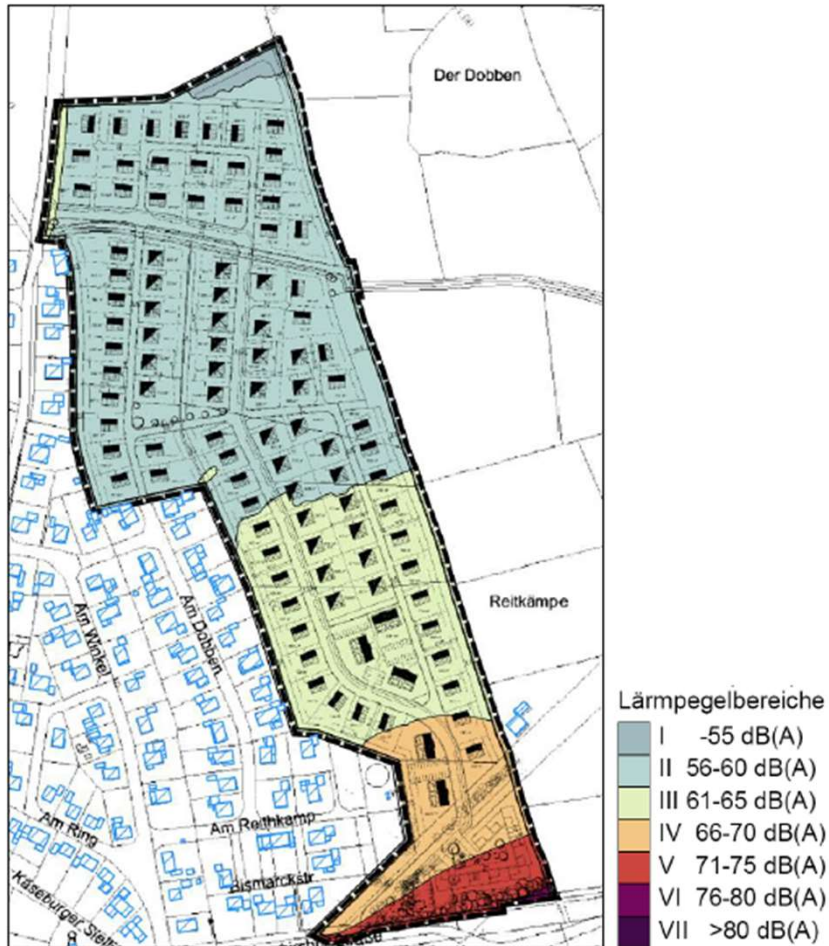 Der Dobben
Reitkämpe
Am Winkel
Am Dobben
Am Ring
Am Reithkamp
Bismarckstr
Käseburger
Lärmpegelbereiche
I -55 dB(A)
II 56-60 dB(A)
III 61-65 dB(A)
IV 66-70 dB(A)
V 71-75 dB(A)
VI 76-80 dB(A)
VII >80 dB(A)